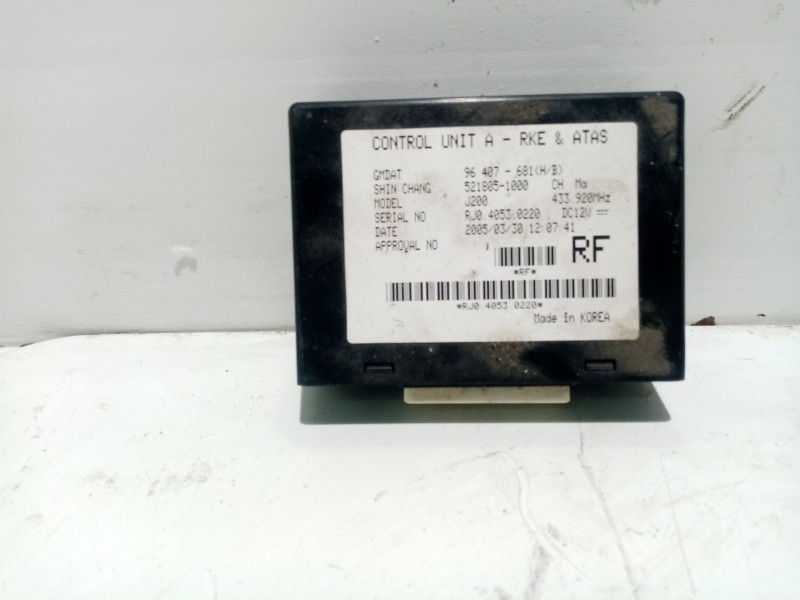 CONTROL UNIT A - RKE & ATAS
GMDAT 96 407 - 681(H/B)
SHIN CHANG 521805-1000 CH Ma
MODEL J200 433.920MHz
SERIAL NO RJ0.4053.0220 DC12V
DATE 2005/03/30 12:07:41
APPROVAL NO
RF
*RF*
*RJ0.4053.0220*
Made in KOREA